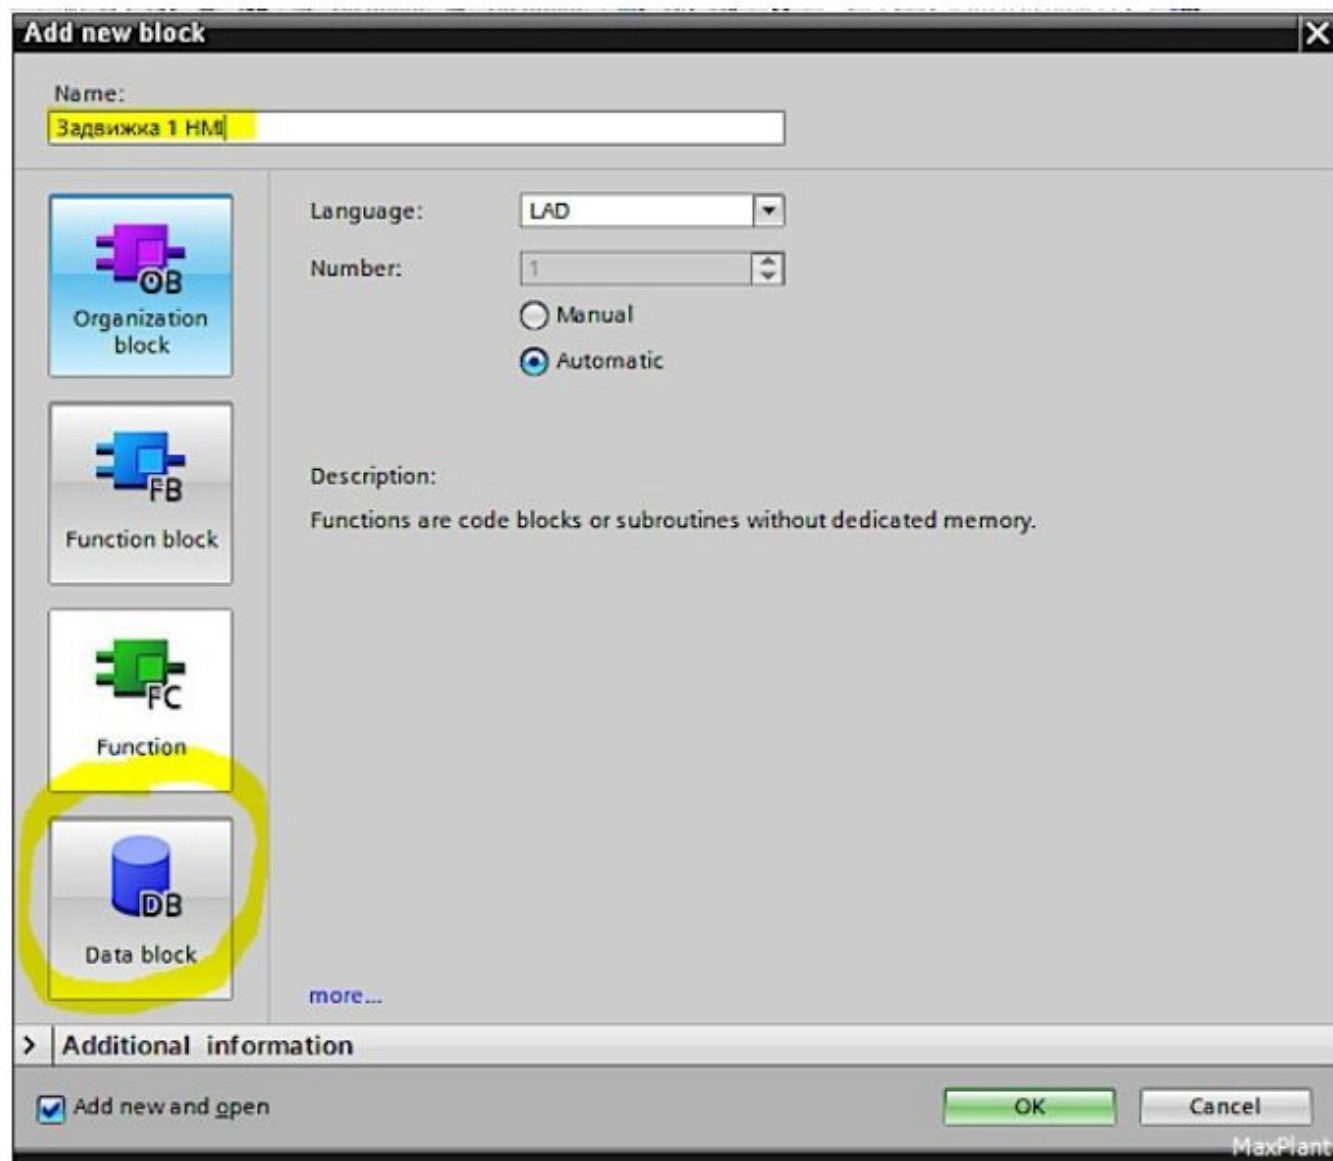 Add new block
Name:
Задвижка 1 HMI
OB
Organization
block
FB
Function block
FC
Function
DB
Data block
Language:
LAD
Number:
1
Manual
Automatic
Description:
Functions are code blocks or subroutines without dedicated memory.
more...
Additional information
Add new and open
OK
Cancel
MaxPlant